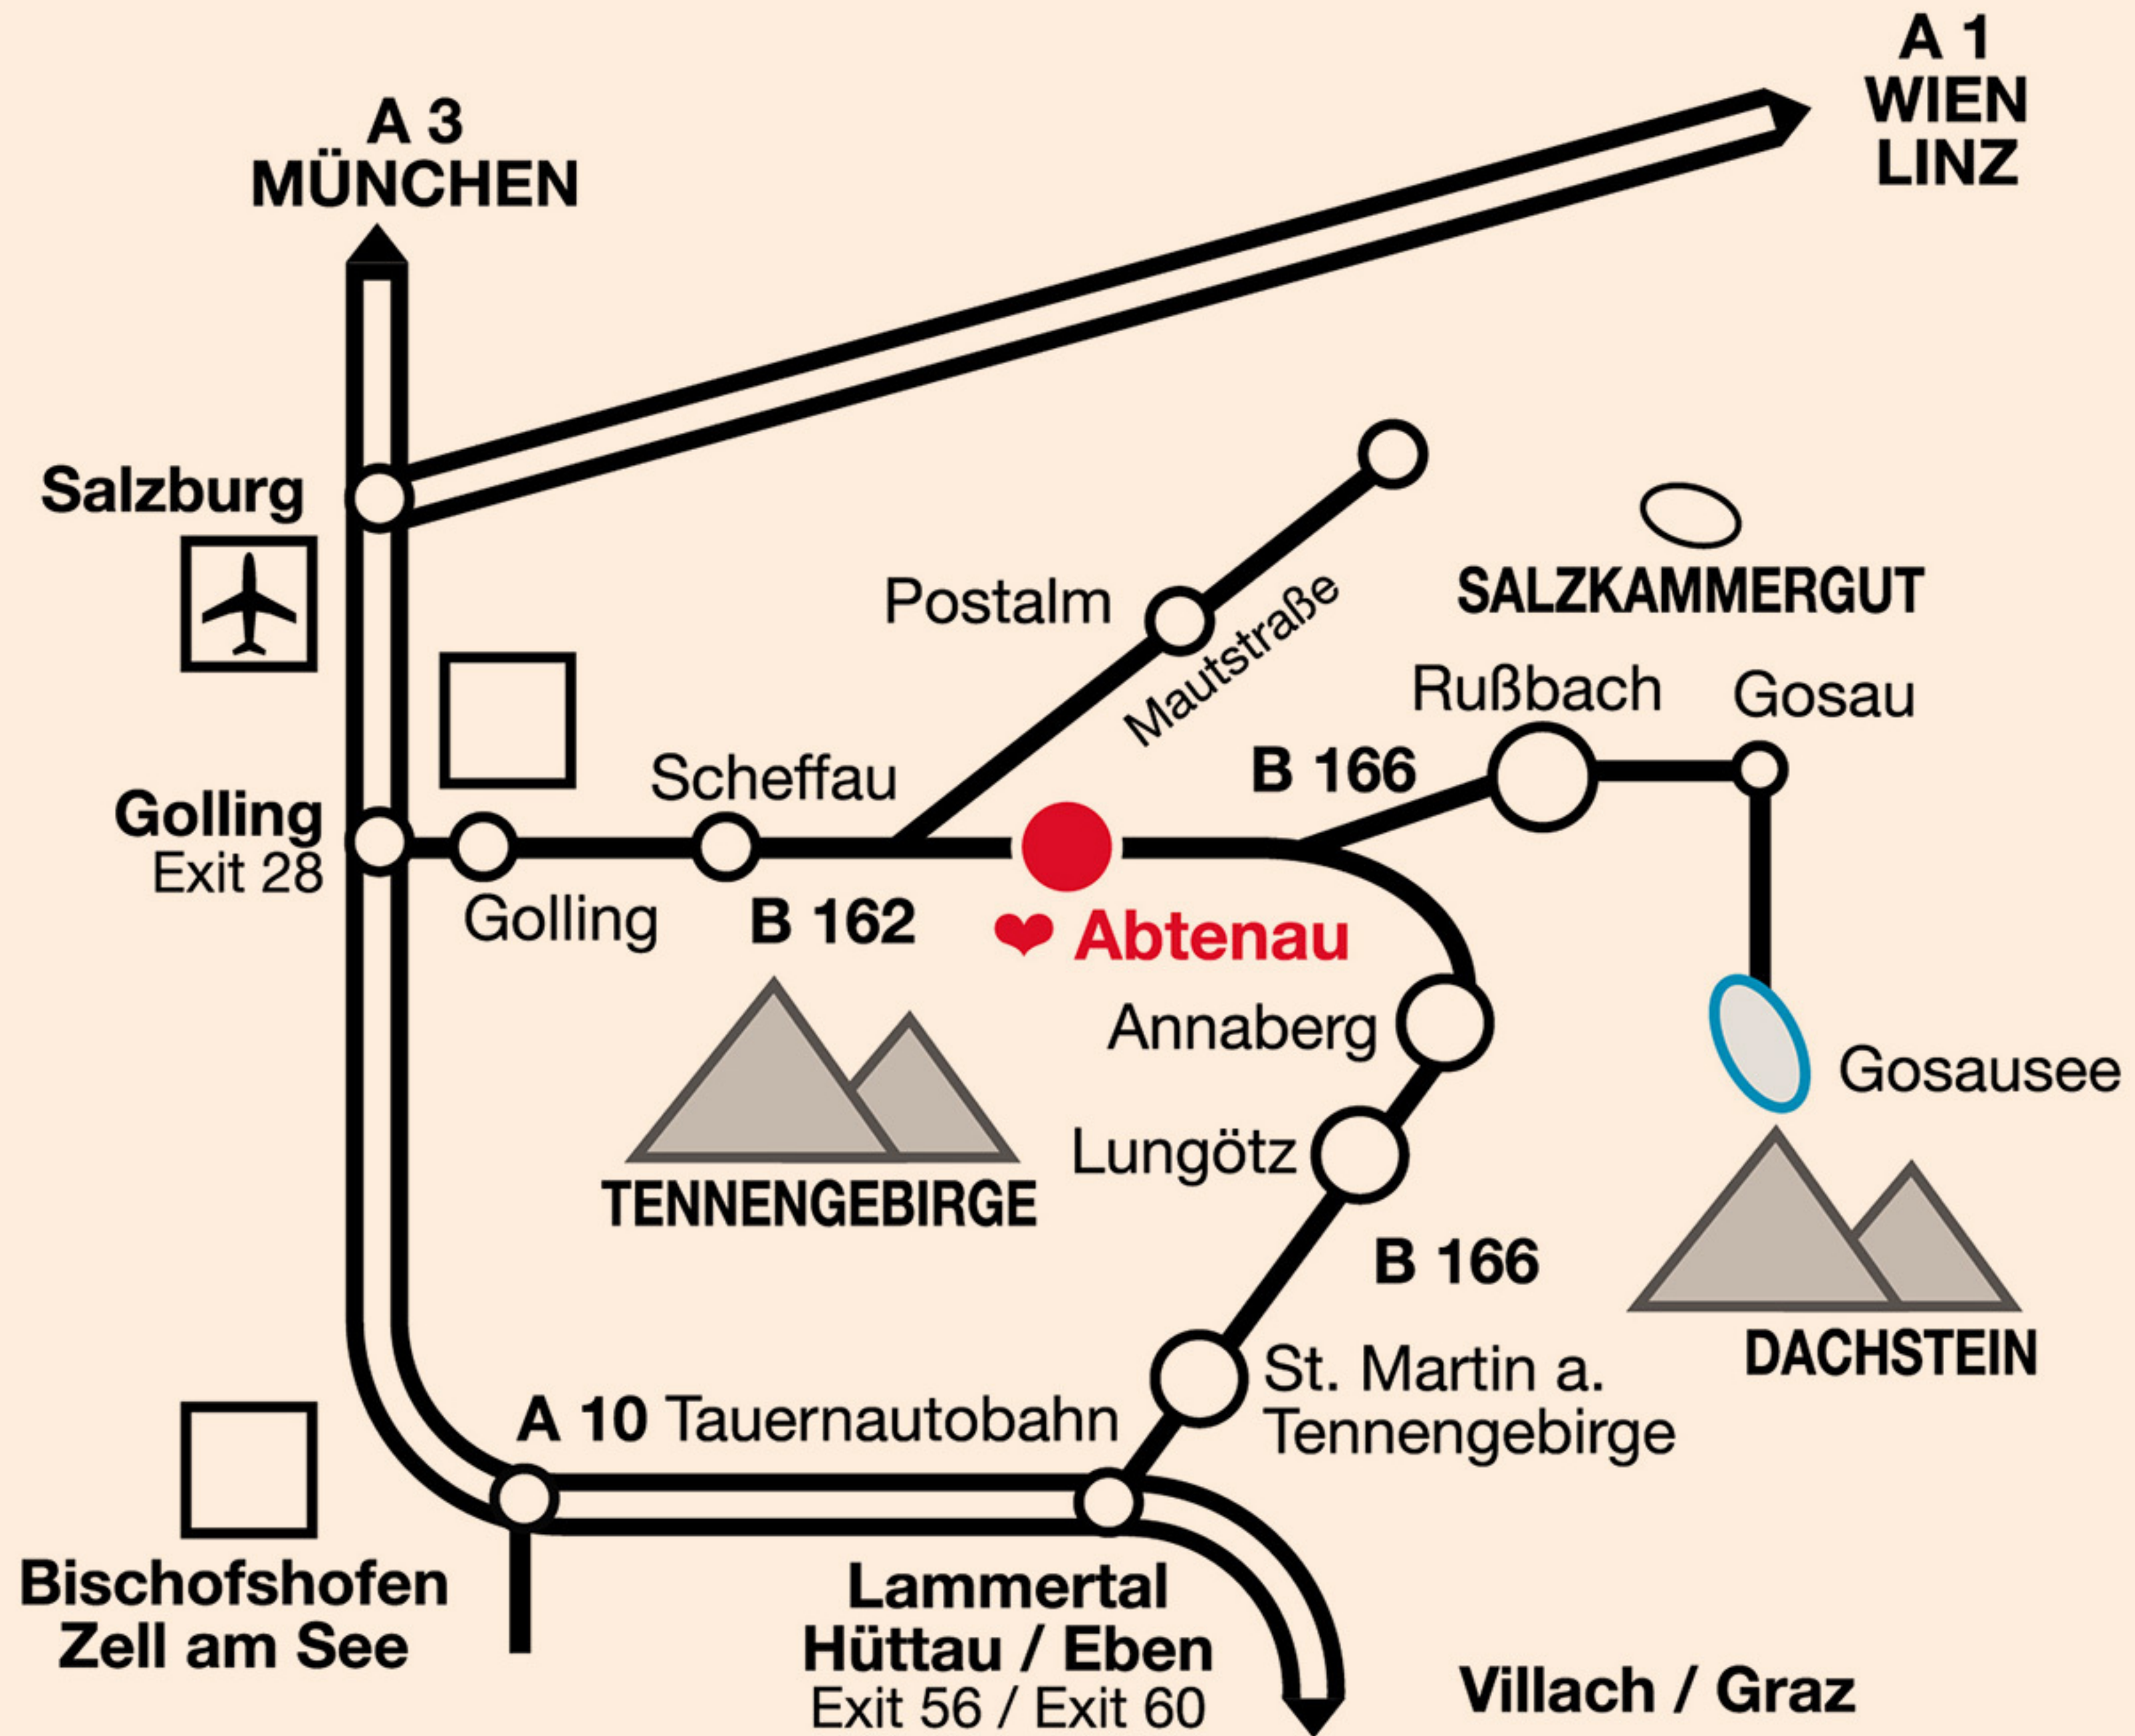 A 1
WIEN
LINZ
A 3
MÜNCHEN
Salzburg
Postalm
Mautstraße
SALZKAMMERGUT
Rußbach
Gosau
B 166
Scheffau
Golling
Exit 28
Golling
B 162
❤ Abtenau
Annaberg
Gosausee
Lungötz
TENNENGEBIRGE
B 166
DACHSTEIN
St. Martin a.
Tennengebirge
A 10 Tauernautobahn
Bischofshofen
Zell am See
Lammertal
Hüttau / Eben
Exit 56 / Exit 60
Villach / Graz